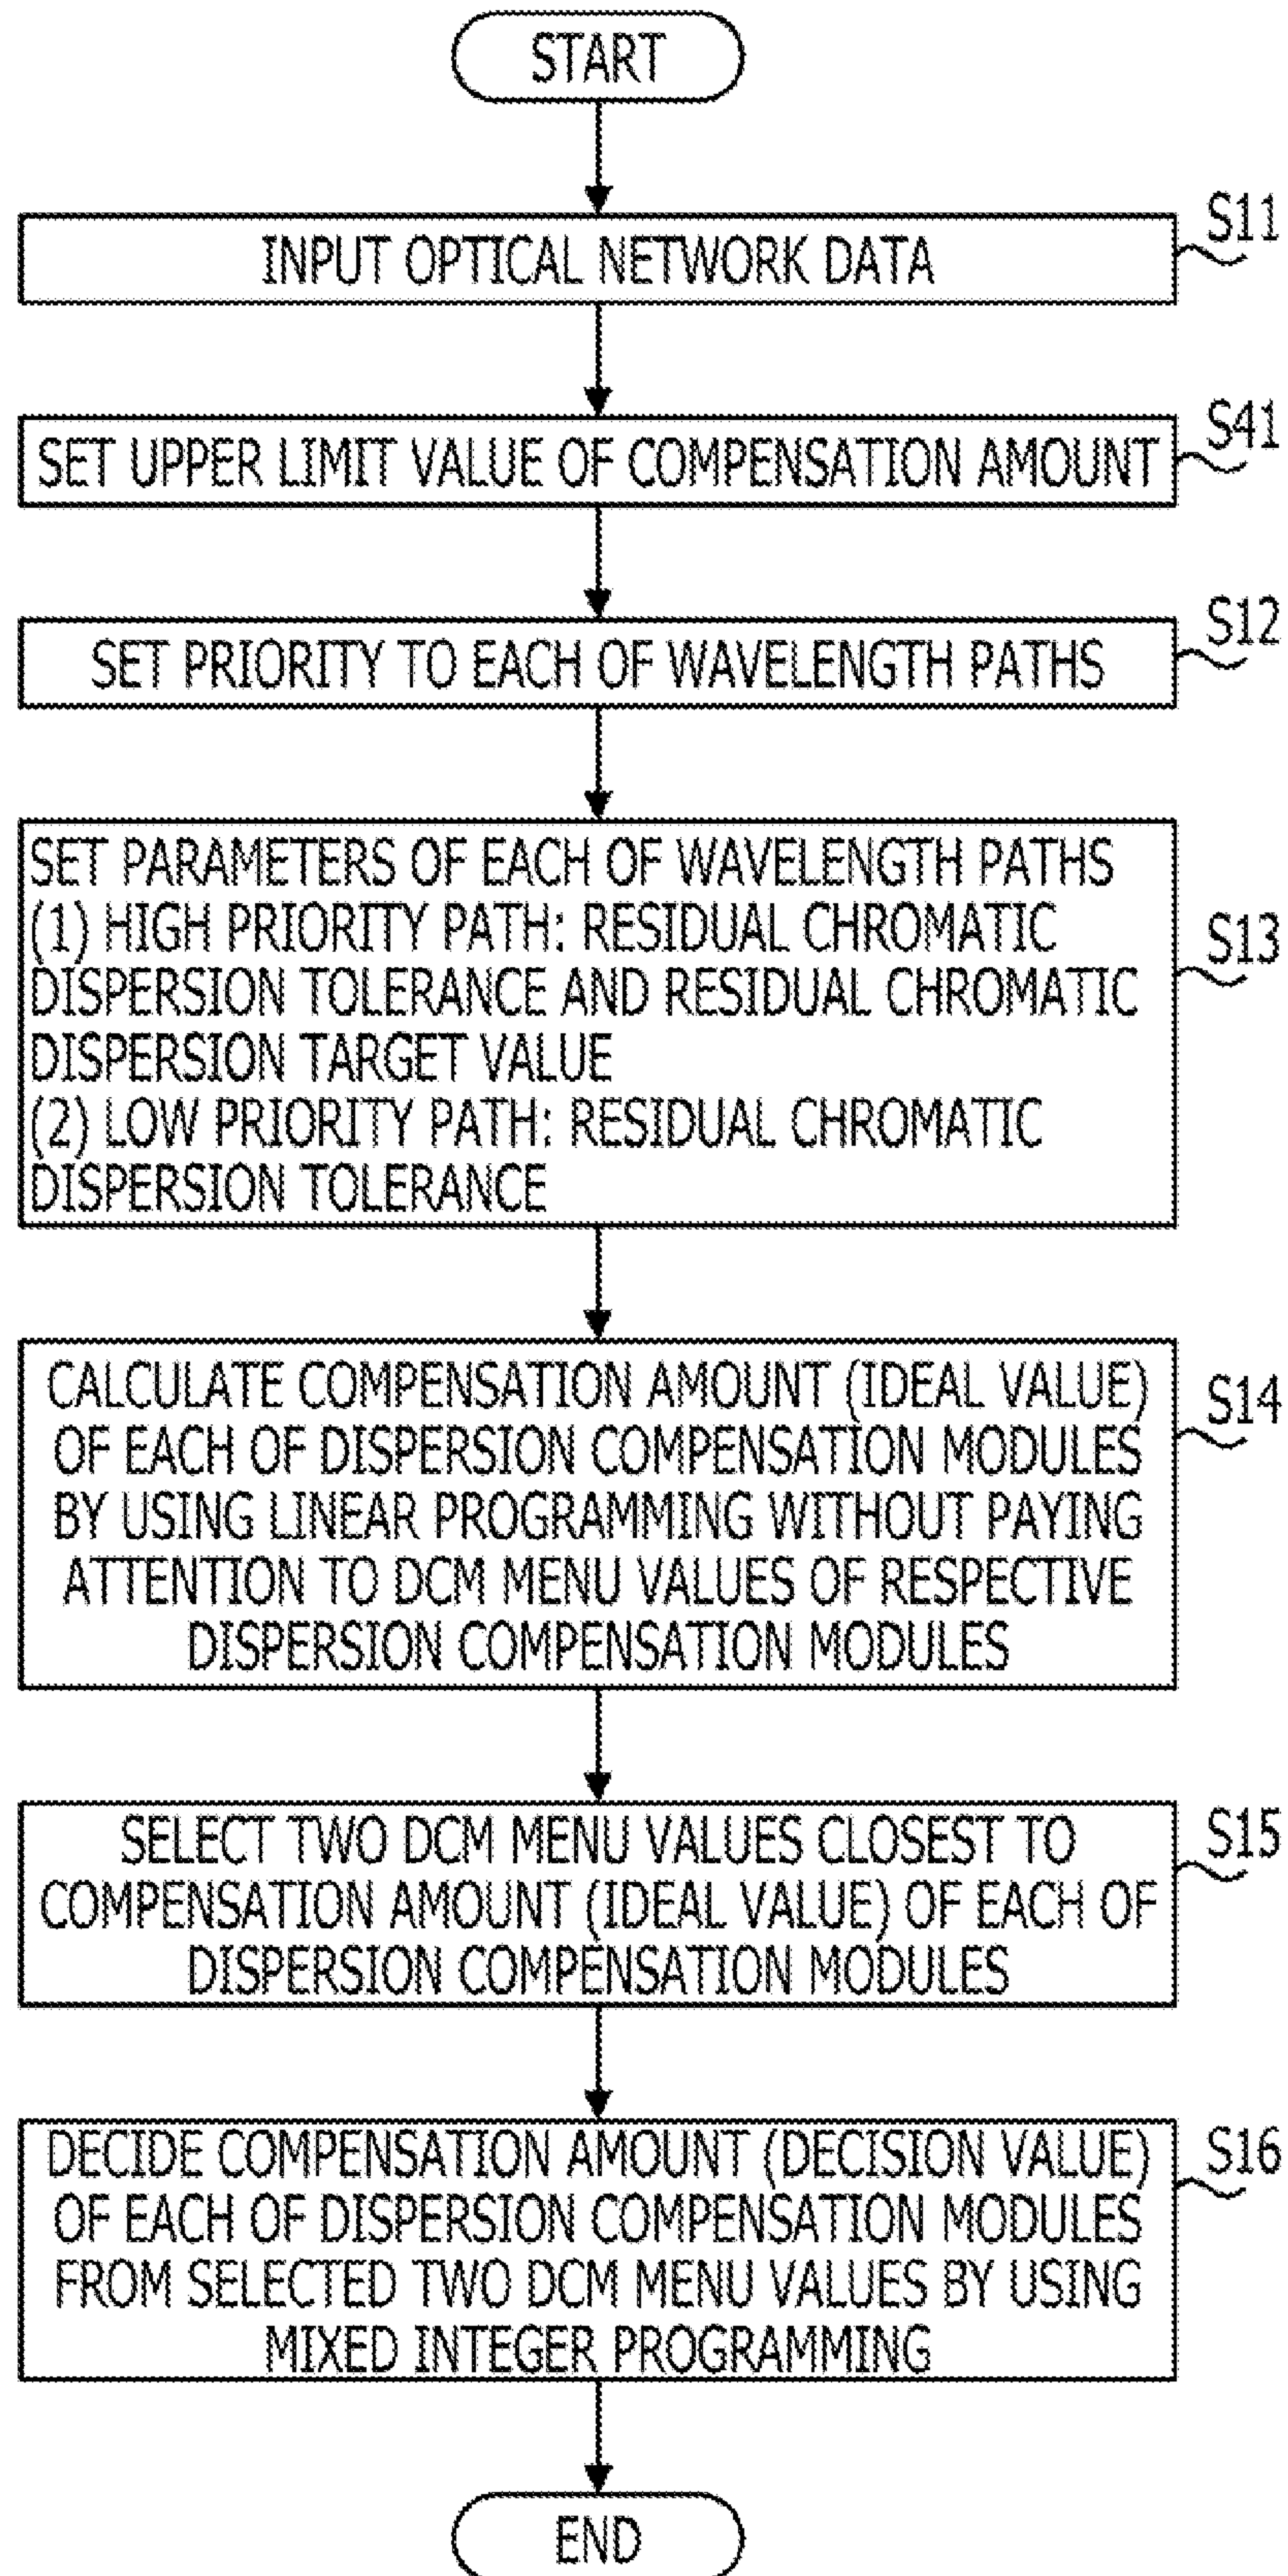 START
INPUT OPTICAL NETWORK DATA
S11
SET UPPER LIMIT VALUE OF COMPENSATION AMOUNT
S41
SET PRIORITY TO EACH OF WAVELENGTH PATHS
S12
SET PARAMETERS OF EACH OF WAVELENGTH PATHS
(1) HIGH PRIORITY PATH: RESIDUAL CHROMATIC
DISPERSION TOLERANCE AND RESIDUAL CHROMATIC
DISPERSION TARGET VALUE
(2) LOW PRIORITY PATH: RESIDUAL CHROMATIC
DISPERSION TOLERANCE
S13
CALCULATE COMPENSATION AMOUNT (IDEAL VALUE)
OF EACH OF DISPERSION COMPENSATION MODULES
BY USING LINEAR PROGRAMMING WITHOUT PAYING
ATTENTION TO DCM MENU VALUES OF RESPECTIVE
DISPERSION COMPENSATION MODULES
S14
SELECT TWO DCM MENU VALUES CLOSEST TO
COMPENSATION AMOUNT (IDEAL VALUE) OF EACH OF
DISPERSION COMPENSATION MODULES
S15
DECIDE COMPENSATION AMOUNT (DECISION VALUE)
OF EACH OF DISPERSION COMPENSATION MODULES
FROM SELECTED TWO DCM MENU VALUES BY USING
MIXED INTEGER PROGRAMMING
S16
END